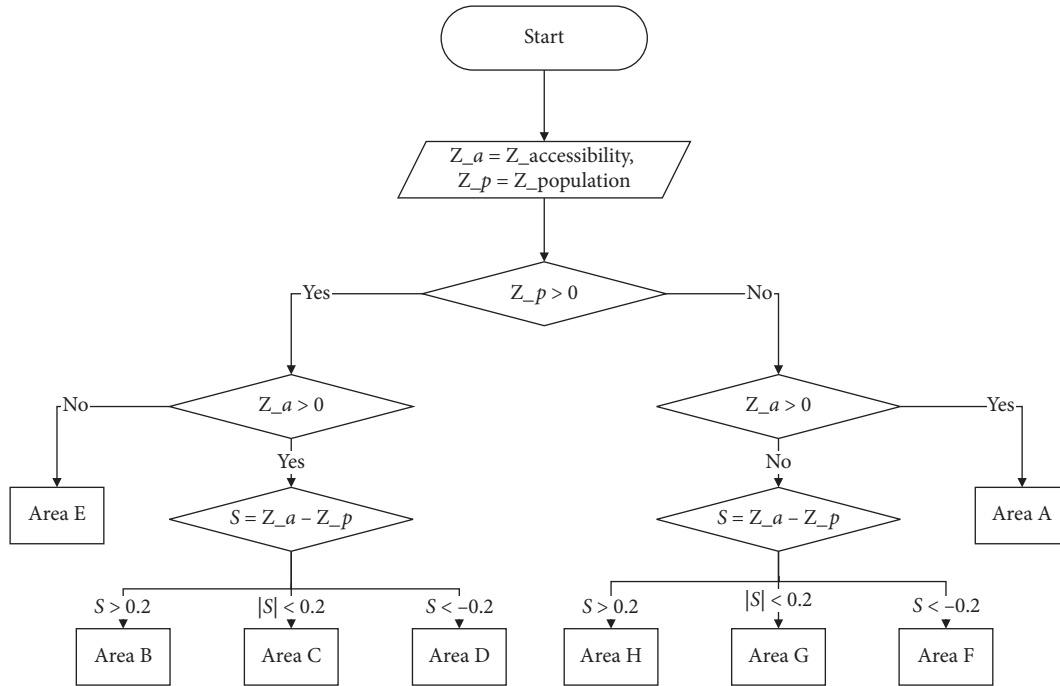 Start
Z_a = Z_accessibility,
Z_p = Z_population
Z_p > 0
Yes
No
Z_a > 0
Z_a > 0
No
Yes
Yes
No
Area E
S = Z_a – Z_p
S = Z_a – Z_p
Area A
S > 0.2
|S| < 0.2
S < –0.2
S > 0.2
|S| < 0.2
S < –0.2
Area B
Area C
Area D
Area H
Area G
Area F